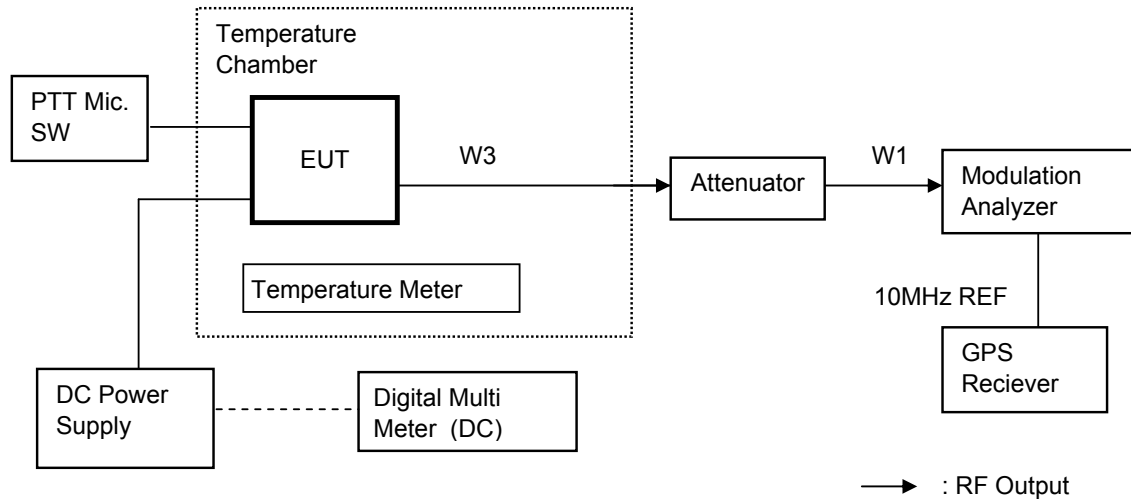 Temperature
Chamber
PTT Mic.
SW
EUT
W3
Attenuator
W1
Modulation
Analyzer
Temperature Meter
10MHz REF
GPS
Reciever
DC Power
Supply
Digital Multi
Meter (DC)
: RF Output